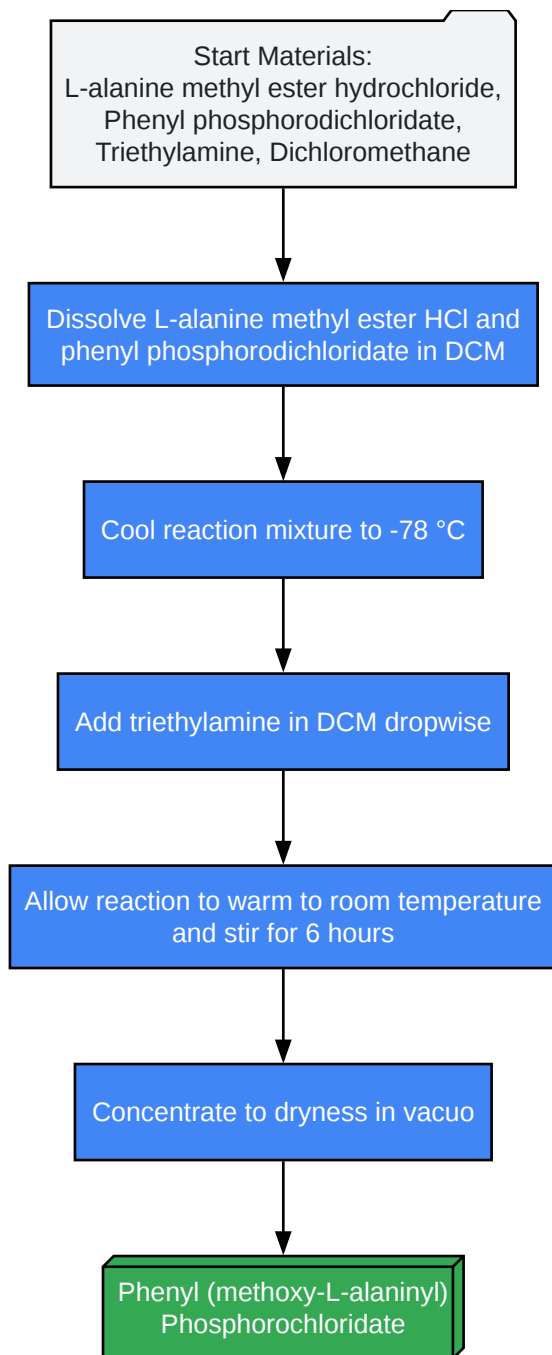 Start Materials:
L-alanine methyl ester hydrochloride,
Phenyl phosphorodichloridate,
Triethylamine, Dichloromethane
Dissolve L-alanine methyl ester HCl and
phenyl phosphorodichloridate in DCM
Cool reaction mixture to -78 °C
Add triethylamine in DCM dropwise
Allow reaction to warm to room temperature
and stir for 6 hours
Concentrate to dryness in vacuo
Phenyl (methoxy-L-alaninyl)
Phosphorochloridate